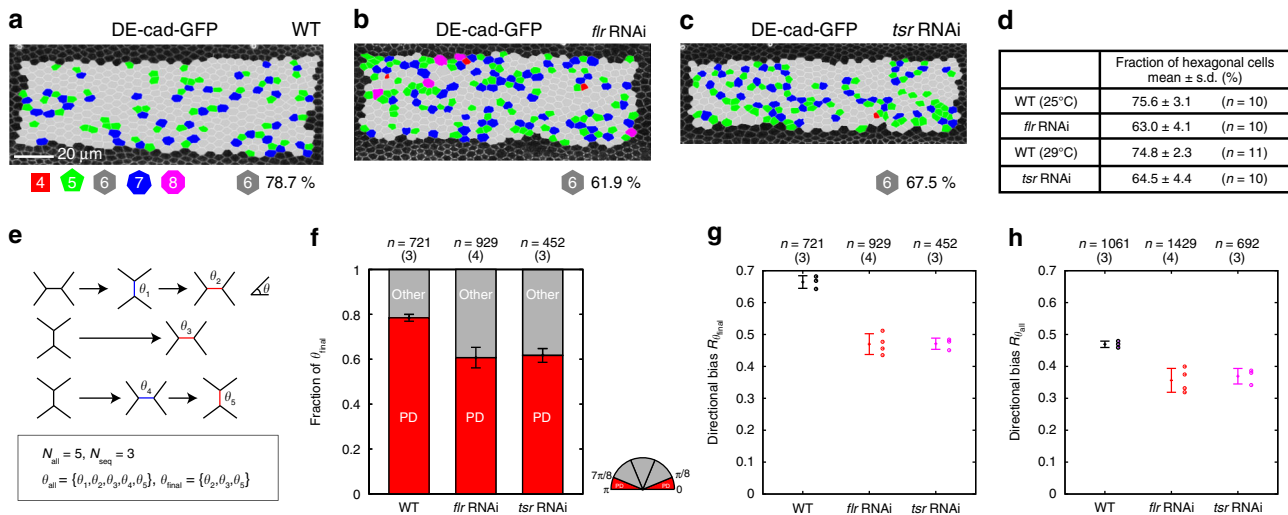 a
DE-cad-GFP
WT
20 μm
4 5 6 7 8
6 78.7 %
b
DE-cad-GFP
flr RNAi
6 61.9 %
c
DE-cad-GFP
tsr RNAi
6 67.5 %
d
Fraction of hexagonal cells
mean ± s.d. (%)
WT (25°C) 75.6 ± 3.1 (n = 10)
flr RNAi 63.0 ± 4.1 (n = 10)
WT (29°C) 74.8 ± 2.3 (n = 11)
tsr RNAi 64.5 ± 4.4 (n = 10)
e
θ1 θ2 θ
θ3
θ4 θ5
Nall = 5, Nseq = 3
θall = {θ1,θ2,θ3,θ4,θ5}, θfinal = {θ2,θ3,θ5}
f
n = 721 n = 929 n = 452
(3) (4) (3)
Fraction of θfinal
1
0.8
0.6
0.4
0.2
0
Other Other Other
PD PD PD
WT flr RNAi tsr RNAi
7π/8 π/8
π PD PD 0
g
n = 721 n = 929 n = 452
(3) (4) (3)
Directional bias Rθfinal
0.7
0.6
0.5
0.4
0.3
0.2
0.1
0
WT flr RNAi tsr RNAi
h
n = 1061 n = 1429 n = 692
(3) (4) (3)
Directional bias Rθall
0.7
0.6
0.5
0.4
0.3
0.2
0.1
0
WT flr RNAi tsr RNAi